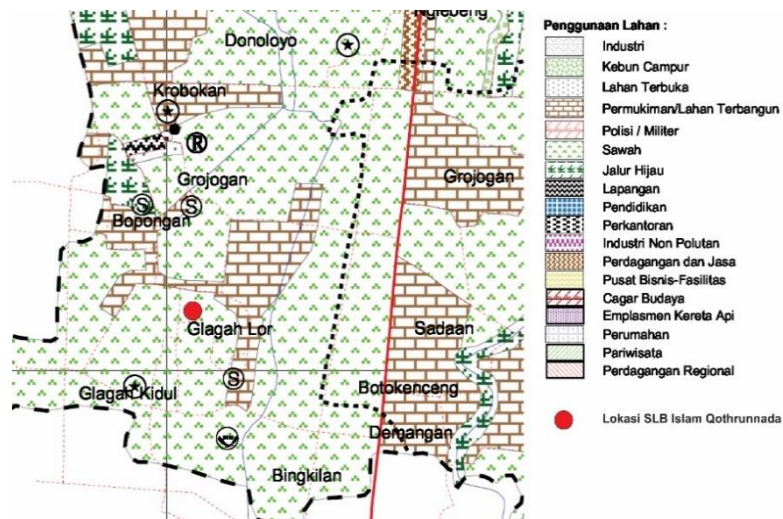 Nglebeng
Donoloyo
Krobokan
R
Grojogan
Grojogan
S
S
Bopongan
Glagah Lor
Sadaan
S
Glagan Kidul
Botokenceng
Demangan
Bingkilan
Penggunaan Lahan :
Industri
Kebun Campur
Lahan Terbuka
Permukiman/Lahan Terbangun
Polisi / Militer
Sawah
Jalur Hijau
Lapangan
Pendidikan
Perkantoran
Industri Non Polutan
Perdagangan dan Jasa
Pusat Bisnis-Fasilitas
Cagar Budaya
Emplasmen Kereta Api
Perumahan
Pariwisata
Perdagangan Regional
Lokasi SLB Islam Qothrunnada